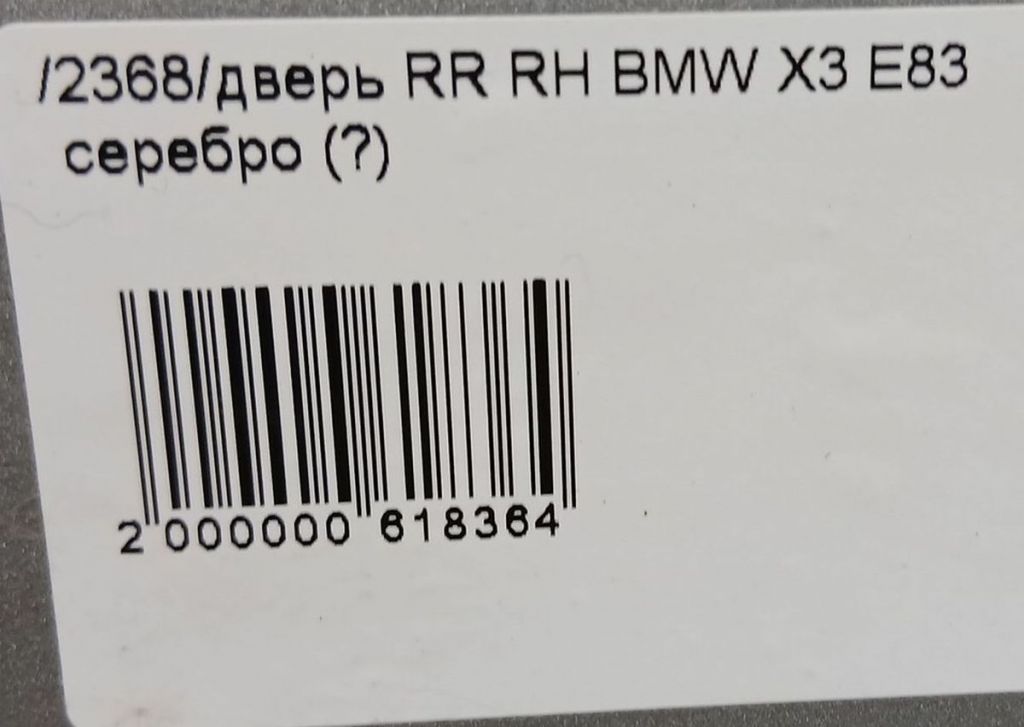 /2368/дверь RR RH BMW X3 E83
серебро (?)
2 000000 618364